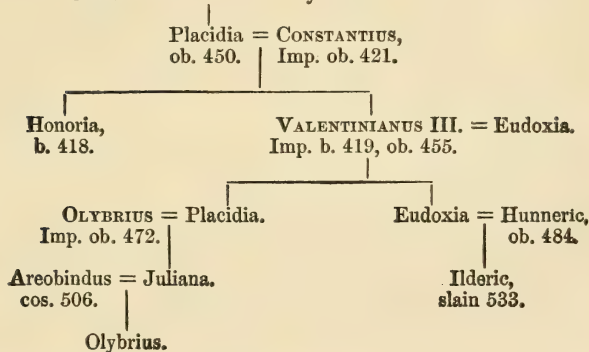 Placidia = CONSTANTIUS,
ob. 450. Imp. ob. 421.
Honoria, VALENTINIANUS III. = Eudoxia.
b. 418. Imp. b. 419, ob. 455.
OLYBRIUS = Placidia. Eudoxia = Hunneric,
Imp. ob. 472. ob. 484.
Areobindus = Juliana. Ilderic,
cos. 506. slain 533.
Olybrius.